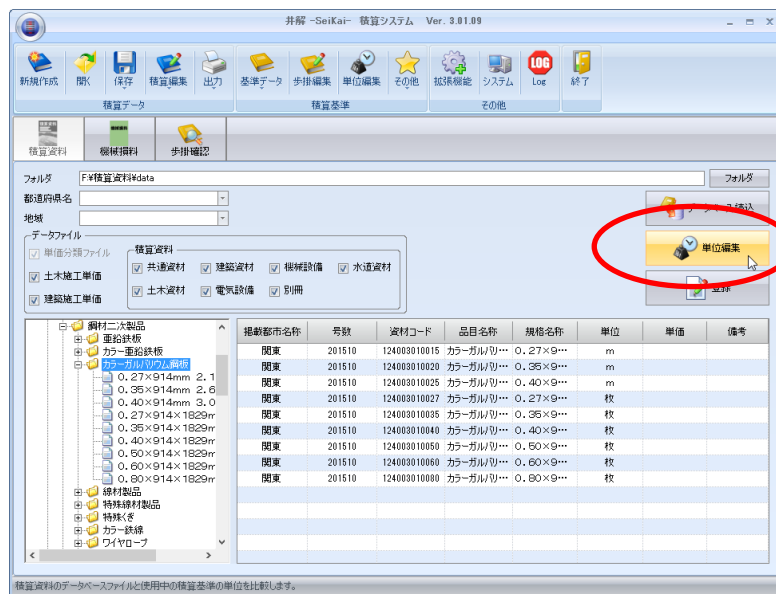 井解 -SeiKai- 積算システム Ver. 3.01.09
新規作成 開く 保存 積算編集 出力 基準データ 歩掛編集 単位編集 その他 拡張機能 システム Log 終了
積算データ 積算基準 その他
積算資料 機械損料 歩掛確認
フォルダ F:¥積算資料¥data フォルダ
都道府県名
地域
データファイル
単価分類ファイル 積算資料
共通資材 建築資材 機械設備 水道資材
土木施工単価
土木資材 電気設備 別冊
建築施工単価
単位編集
登録
鋼材二次製品
亜鉛鉄板
カラー亜鉛鉄板
カラーガルバリウム鋼板
0.27×914mm 2.1
0.35×914mm 2.6
0.40×914mm 3.0
0.27×914×1829m
0.35×914×1829m
0.40×914×1829m
0.50×914×1829m
0.60×914×1829m
0.80×914×1829m
線材製品
特殊線材製品
特殊くぎ
カラー鉄線
ワイヤロープ
掲載都市名称 号数 資材コード 品目名称 規格名称 単位 単価 備考
関東 201510 124003010015 カラーガルバリ… 0.27×9… m
関東 201510 124003010020 カラーガルバリ… 0.35×9… m
関東 201510 124003010025 カラーガルバリ… 0.40×9… m
関東 201510 124003010027 カラーガルバリ… 0.27×9… 枚
関東 201510 124003010035 カラーガルバリ… 0.35×9… 枚
関東 201510 124003010040 カラーガルバリ… 0.40×9… 枚
関東 201510 124003010050 カラーガルバリ… 0.50×9… 枚
関東 201510 124003010060 カラーガルバリ… 0.60×9… 枚
関東 201510 124003010080 カラーガルバリ… 0.80×9… 枚
積算資料のデータベースファイルと使用中の積算基準の単位を比較します。